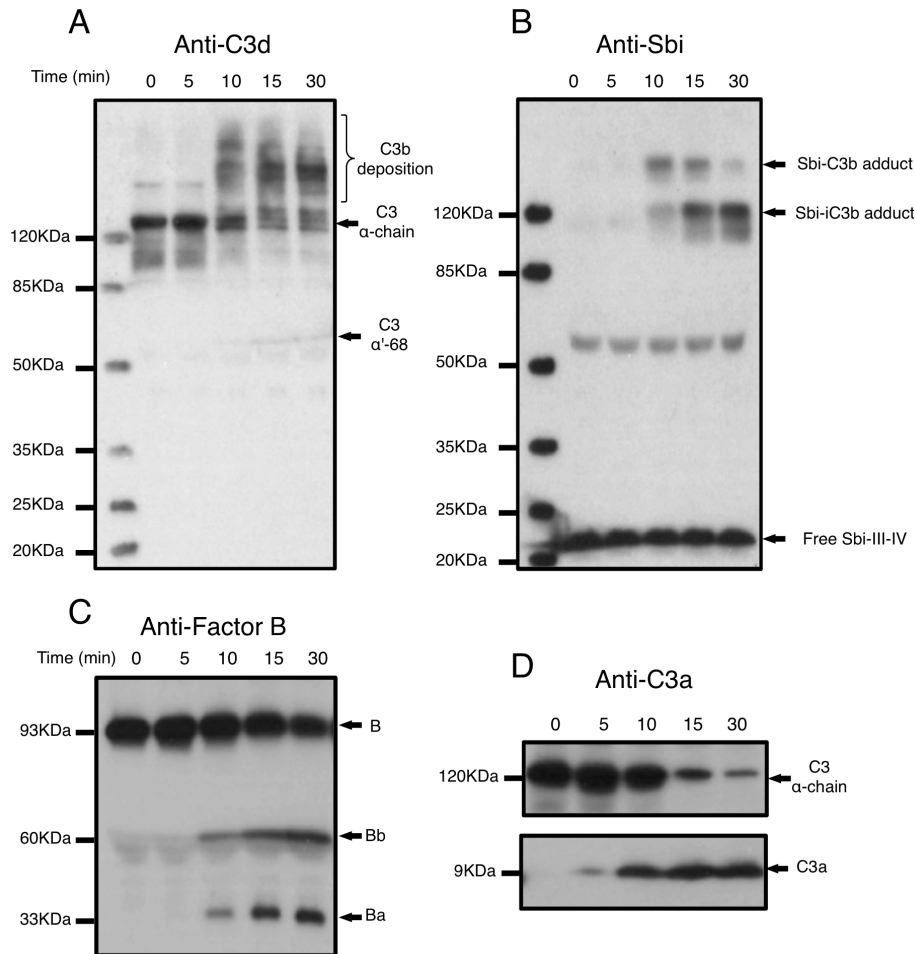 A
Anti-C3d
Time (min) 0 5 10 15 30
C3b
deposition
C3
α-chain
120KDa
85KDa
C3
α'-68
50KDa
35KDa
25KDa
20KDa
B
Anti-Sbi
0 5 10 15 30
Sbi-C3b adduct
120KDa
Sbi-iC3b adduct
85KDa
50KDa
35KDa
25KDa
Free Sbi-III-IV
20KDa
C
Anti-Factor B
Time (min) 0 5 10 15 30
93KDa
B
60KDa
Bb
33KDa
Ba
D
Anti-C3a
0 5 10 15 30
120KDa
C3
α-chain
9KDa
C3a